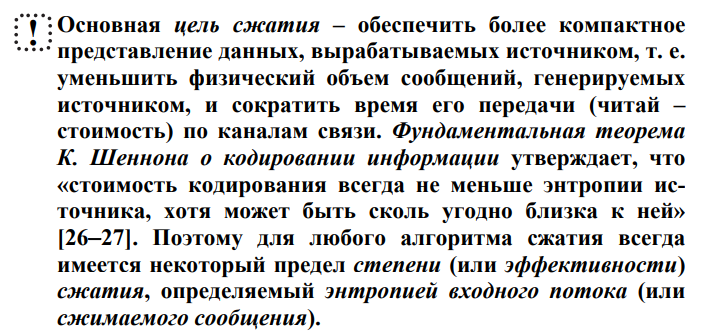 ! Основная цель сжатия – обеспечить более компактное
представление данных, вырабатываемых источником, т. е.
уменьшить физический объем сообщений, генерируемых
источником, и сократить время его передачи (читай –
стоимость) по каналам связи. Фундаментальная теорема
К. Шеннона о кодировании информации утверждает, что
«стоимость кодирования всегда не меньше энтропии ис-
точника, хотя может быть сколь угодно близка к ней»
[26–27]. Поэтому для любого алгоритма сжатия всегда
имеется некоторый предел степени (или эффективности)
сжатия, определяемый энтропией входного потока (или
сжимаемого сообщения).